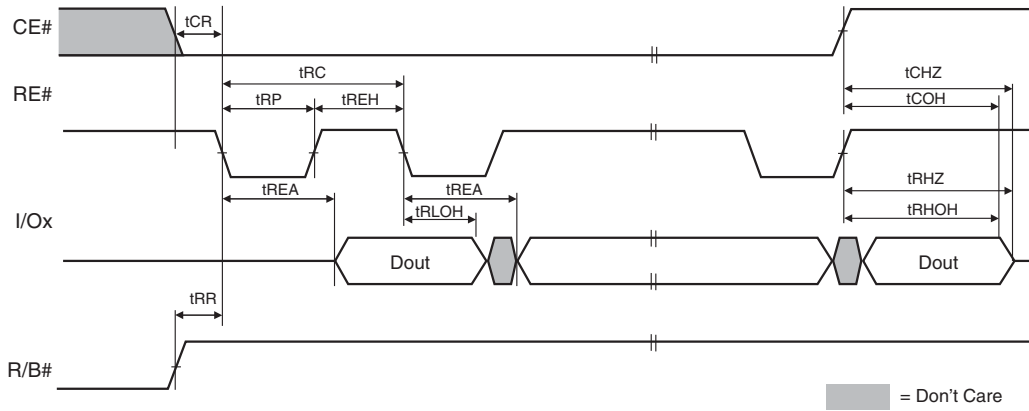 CE#
tCR
tRC
tCHZ
RE#
tRP
tREH
tCOH
tREA
tREA
tRHZ
I/Ox
tRLOH
tRHOH
Dout
Dout
tRR
R/B#
= Don't Care